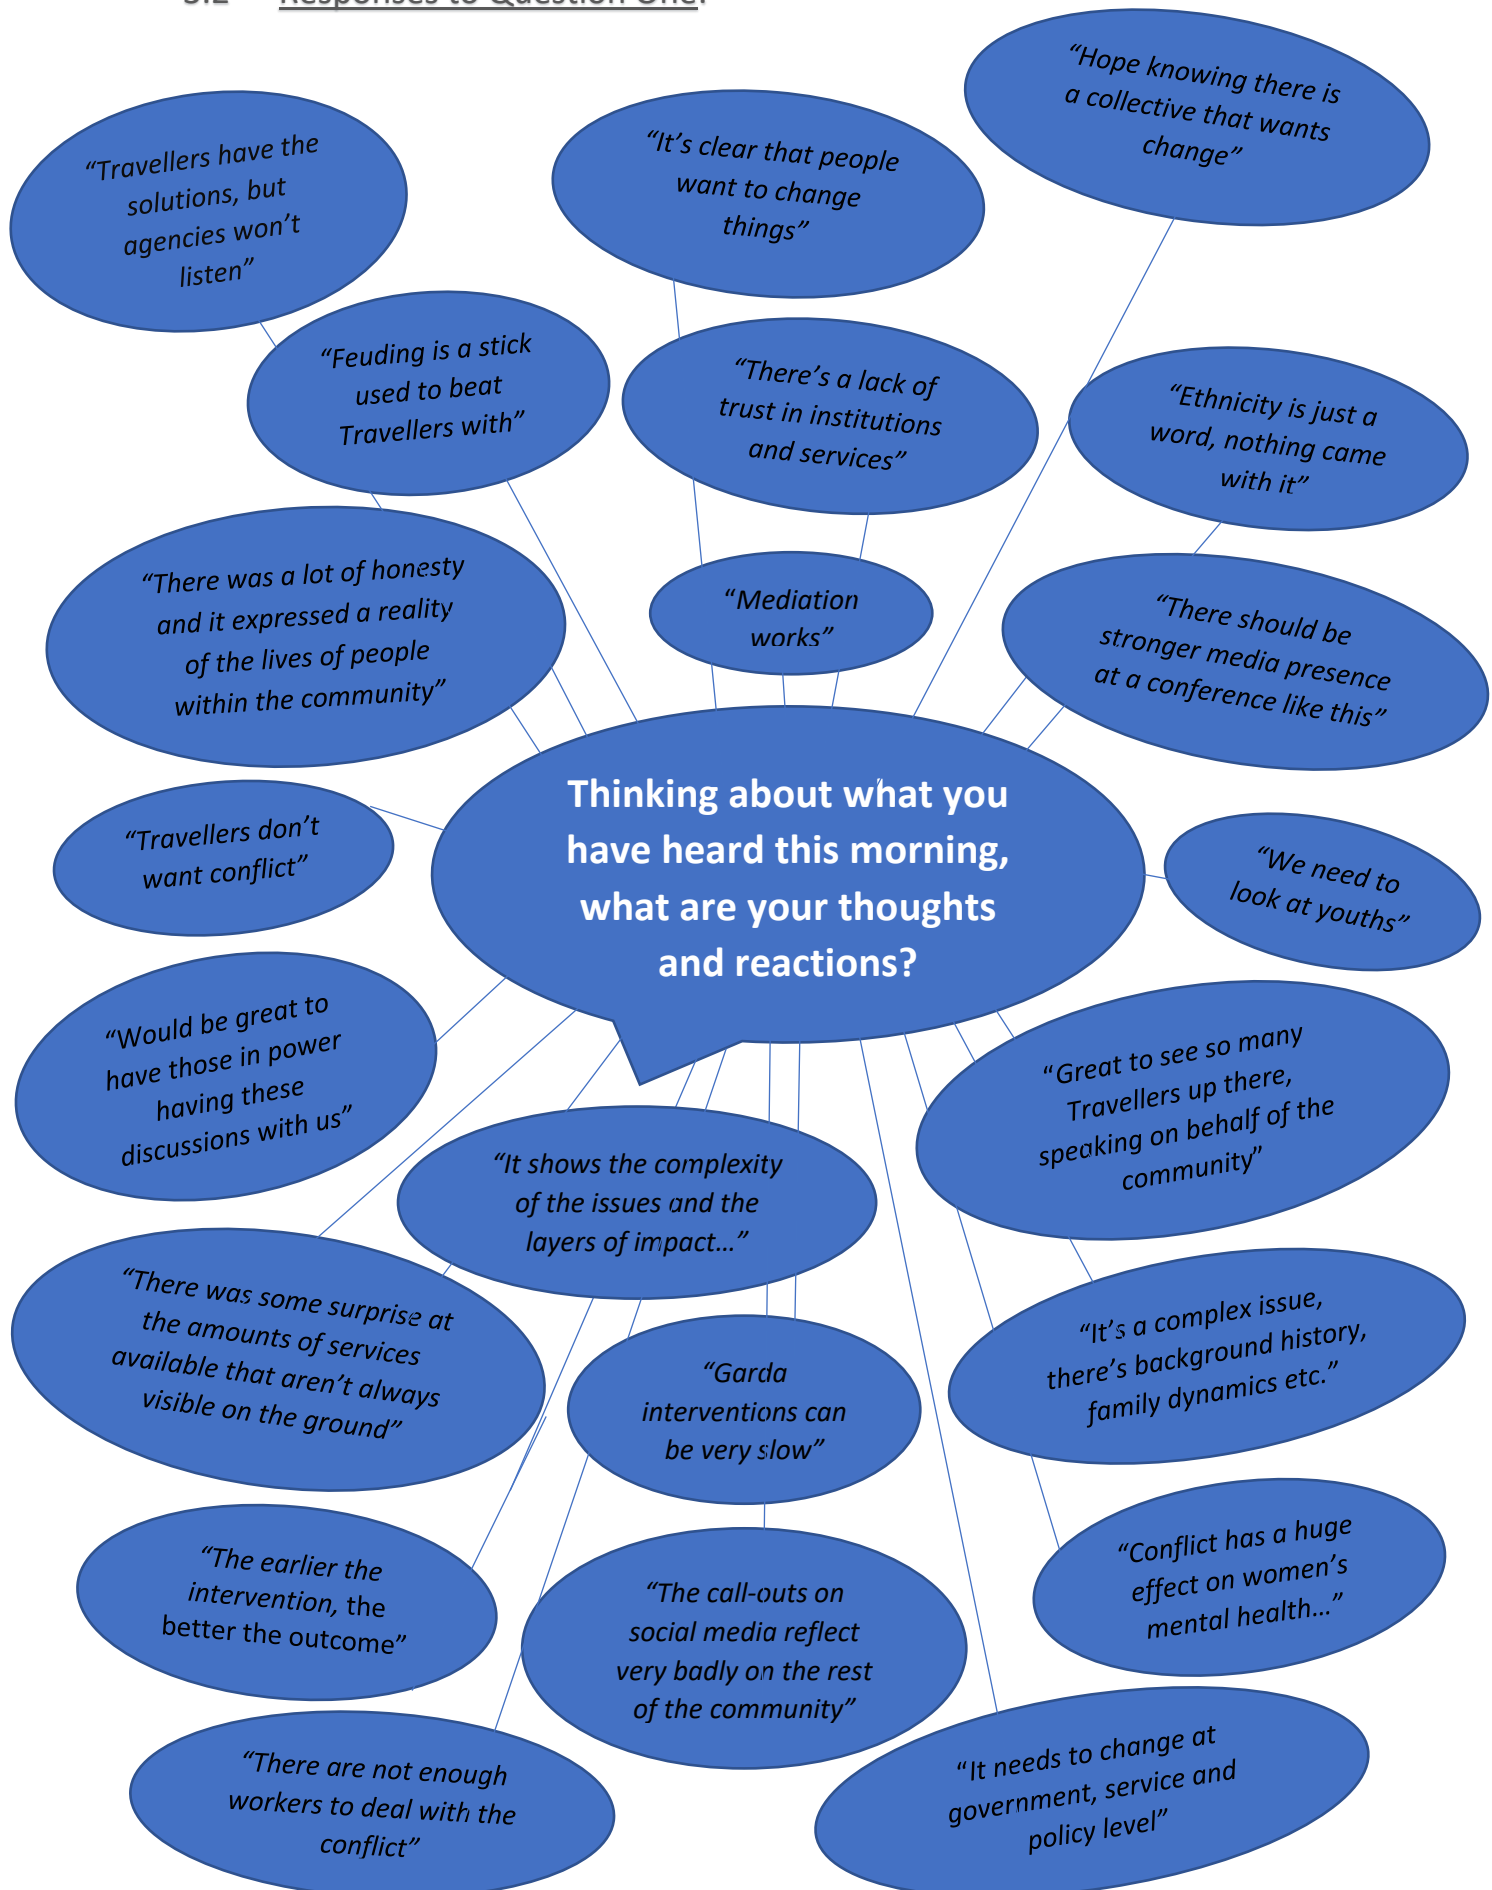 3.2 Responses to Question One:
“Hope knowing there is
a collective that wants
change”
“Travellers have the
solutions, but
agencies won’t
listen”
“It’s clear that people
want to change
things”
“Feuding is a stick
used to beat
Travellers with”
“There’s a lack of
trust in institutions
and services”
“Ethnicity is just a
word, nothing came
with it”
“There was a lot of honesty
and it expressed a reality
of the lives of people
within the community”
“Mediation
works”
“There should be
stronger media presence
at a conference like this”
Thinking about what you
have heard this morning,
what are your thoughts
and reactions?
“Travellers don’t
want conflict”
“We need to
look at youths”
“Would be great to
have those in power
having these
discussions with us”
“Great to see so many
Travellers up there,
speaking on behalf of the
community”
“It shows the complexity
of the issues and the
layers of impact…”
“There was some surprise at
the amounts of services
available that aren’t always
visible on the ground”
“It’s a complex issue,
there’s background history,
family dynamics etc.”
“Garda
interventions can
be very slow”
“The earlier the
intervention, the
better the outcome”
“Conflict has a huge
effect on women’s
mental health…”
“The call-outs on
social media reflect
very badly on the rest
of the community”
“There are not enough
workers to deal with the
conflict”
“It needs to change at
government, service and
policy level”